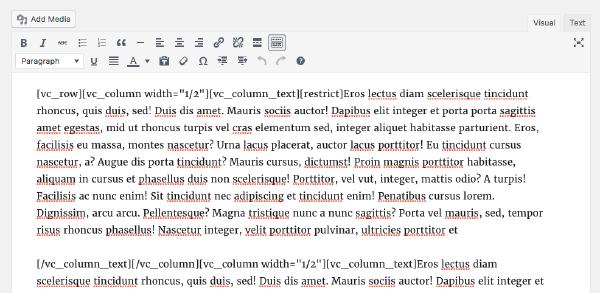 Add Media
Visual Text
B I ABC
Paragraph U A Ω
[vc_row][vc_column width="1/2"][vc_column_text][restrict]Eros lectus diam scelerisque tincidunt
rhoncus, quis duis, sed! Duis dis amet. Mauris sociis auctor! Dapibus elit integer et porta porta sagittis
amet egestas, mid ut rhoncus turpis vel cras elementum sed, integer aliquet habitasse parturient. Eros,
facilisis eu massa, montes nascetur? Urna lacus placerat, auctor lacus porttitor! Eu tincidunt cursus
nascetur, a? Augue dis porta tincidunt? Mauris cursus, dictumst! Proin magnis porttitor habitasse,
aliquam in cursus et phasellus duis non scelerisque! Porttitor, vel vut, integer, mattis odio? A turpis!
Facilisis ac nunc enim! Sit tincidunt nec adipiscing et tincidunt enim! Penatibus cursus lorem.
Dignissim, arcu arcu. Pellentesque? Magna tristique nunc a nunc sagittis? Porta vel mauris, sed, tempor
risus rhoncus phasellus! Nascetur integer, velit porttitor pulvinar, ultricies porttitor et
[/vc_column_text][/vc_column][vc_column width="1/2"][vc_column_text]Eros lectus diam
scelerisque tincidunt rhoncus, quis duis, sed! Duis dis amet. Mauris sociis auctor! Dapibus elit integer et